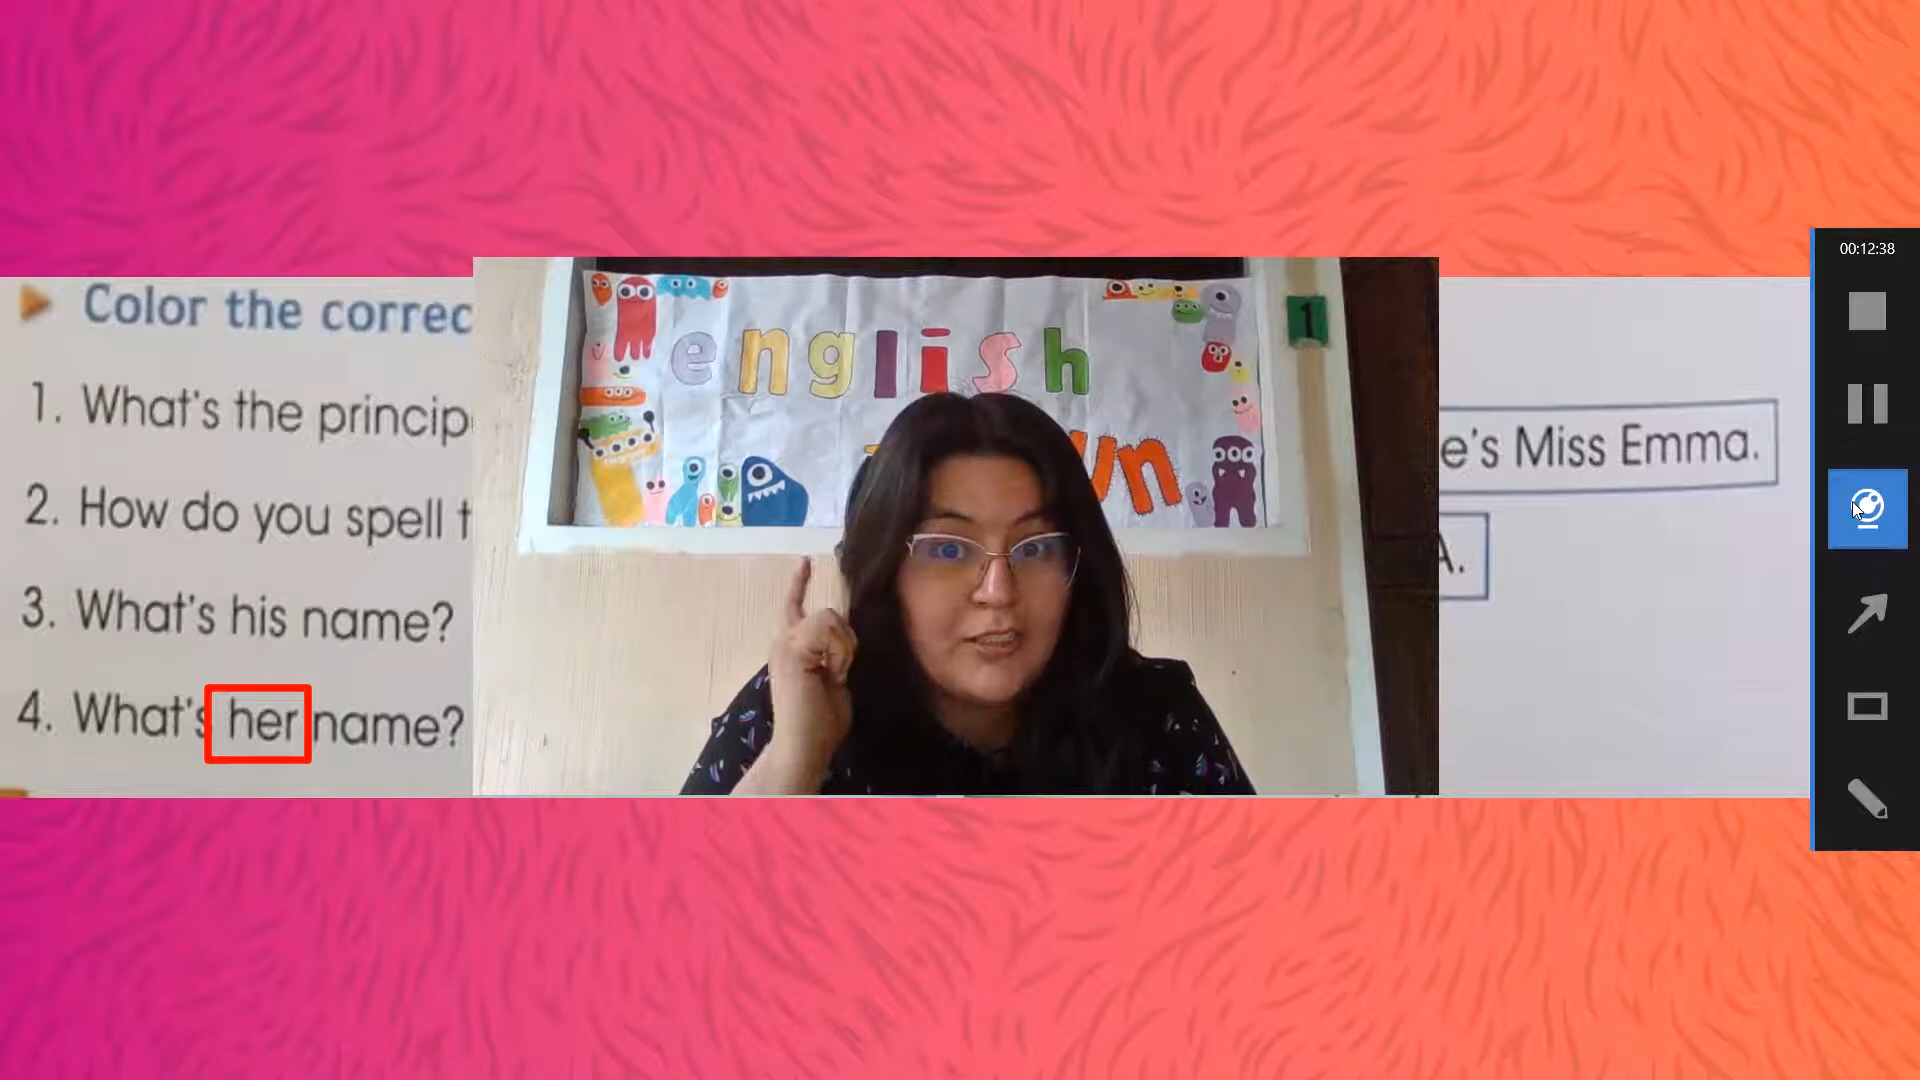 00:12:38
Color the correc
1. What's the princip
2. How do you spell t
3. What's his name?
4. What's her name?
english
1
e's Miss Emma.
A.